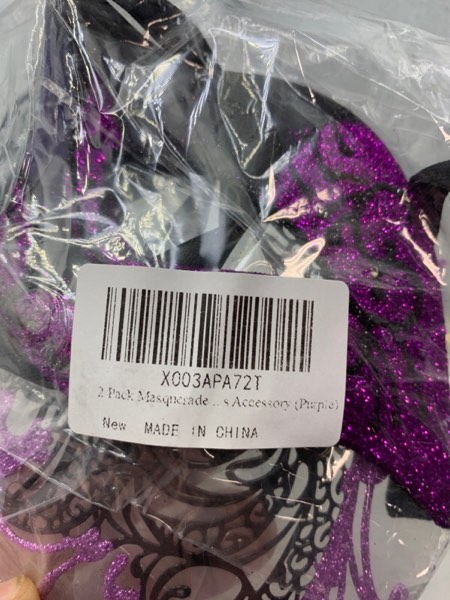 X003APA72T
2 Pack Masquerade ... s Accessory (Purple)
New MADE IN CHINA